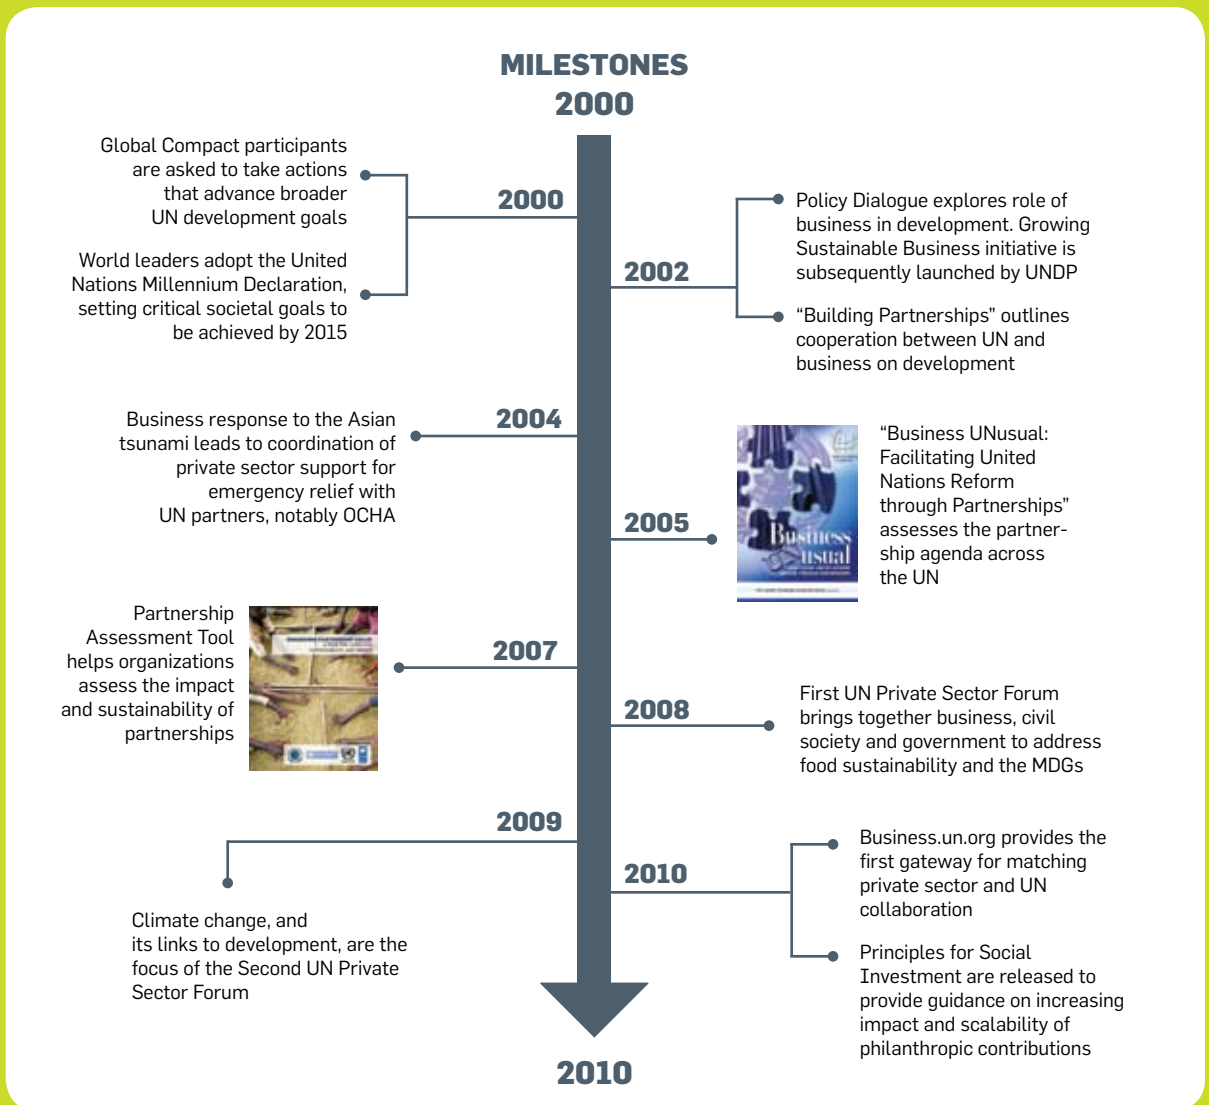 MILESTONES
2000
2000
Global Compact participants
are asked to take actions
that advance broader
UN development goals
World leaders adopt the United
Nations Millennium Declaration,
setting critical societal goals to
be achieved by 2015
2002
Policy Dialogue explores role of
business in development. Growing
Sustainable Business initiative is
subsequently launched by UNDP
“Building Partnerships” outlines
cooperation between UN and
business on development
2004
Business response to the Asian
tsunami leads to coordination of
private sector support for
emergency relief with
UN partners, notably OCHA
2005
Business
usual
“Business UNusual:
Facilitating United
Nations Reform
through Partnerships”
assesses the partner-
ship agenda across
the UN
2007
Partnership
Assessment Tool
helps organizations
assess the impact
and sustainability of
partnerships
2008
First UN Private Sector Forum
brings together business, civil
society and government to address
food sustainability and the MDGs
2009
Climate change, and
its links to development, are the
focus of the Second UN Private
Sector Forum
2010
Business.un.org provides the
first gateway for matching
private sector and UN
collaboration
Principles for Social
Investment are released to
provide guidance on increasing
impact and scalability of
philanthropic contributions
2010